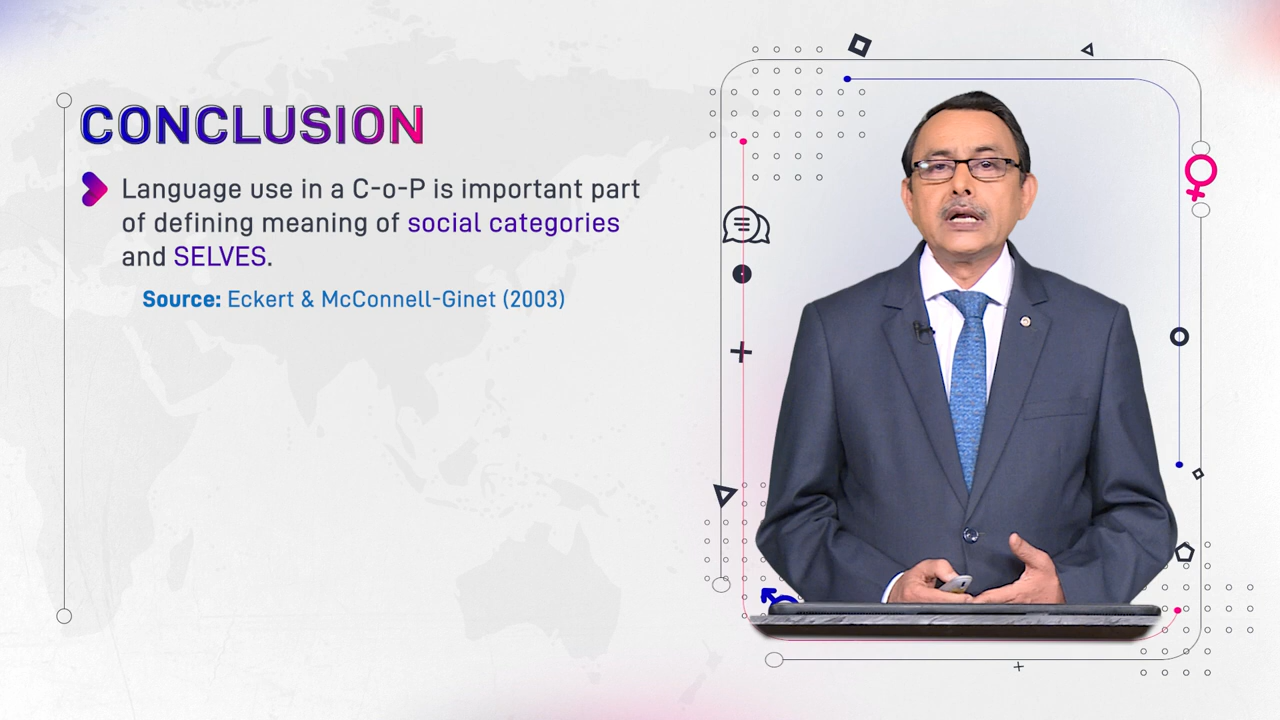 CONCLUSION
Language use in a C-o-P is important part
of defining meaning of social categories
and SELVES.
Source: Eckert & McConnell-Ginet (2003)